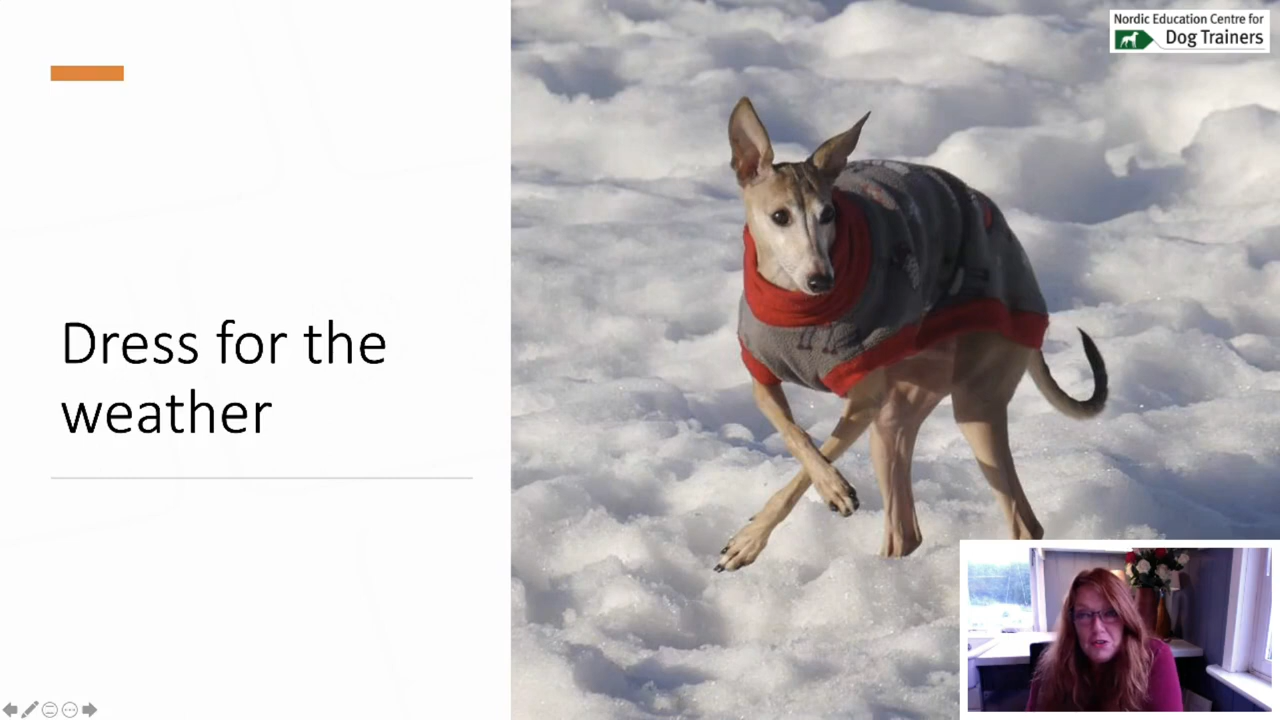 Nordic Education Centre for
Dog Trainers
Dress for the
weather